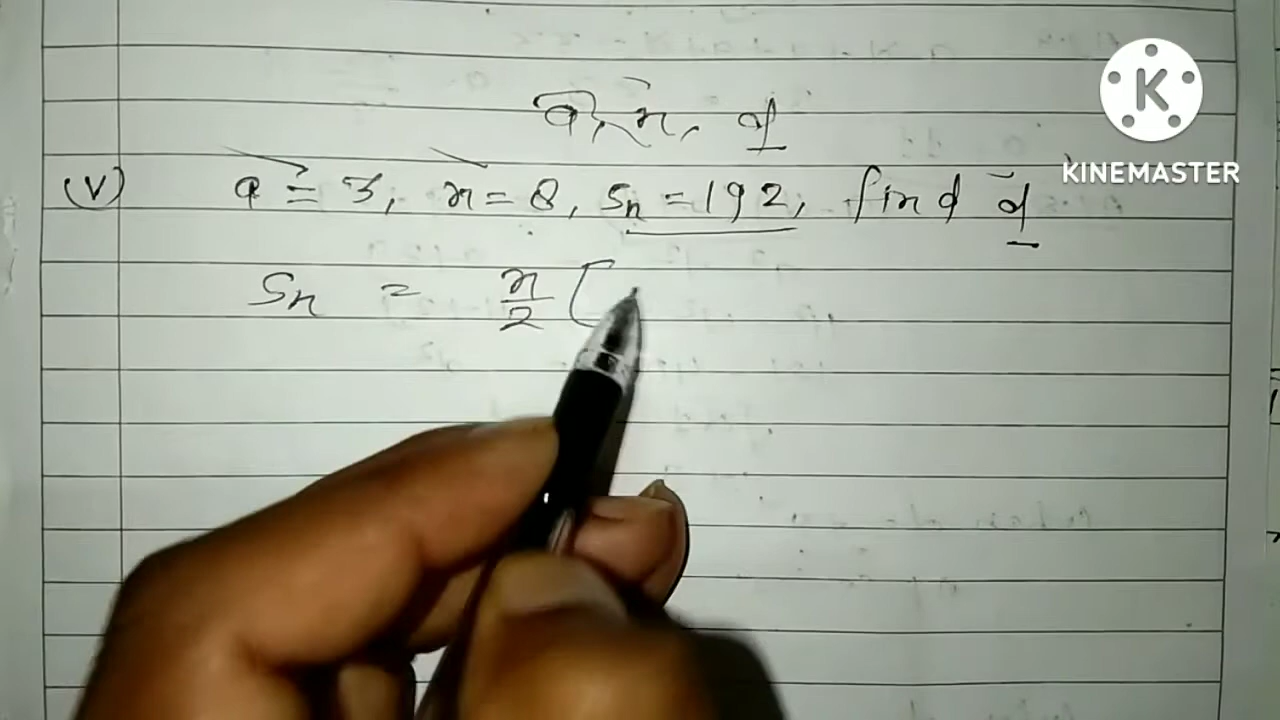 a, n, d
(V) a = 3, n = 8, Sn = 192, find d
Sn = n/2 [
KINEMASTER